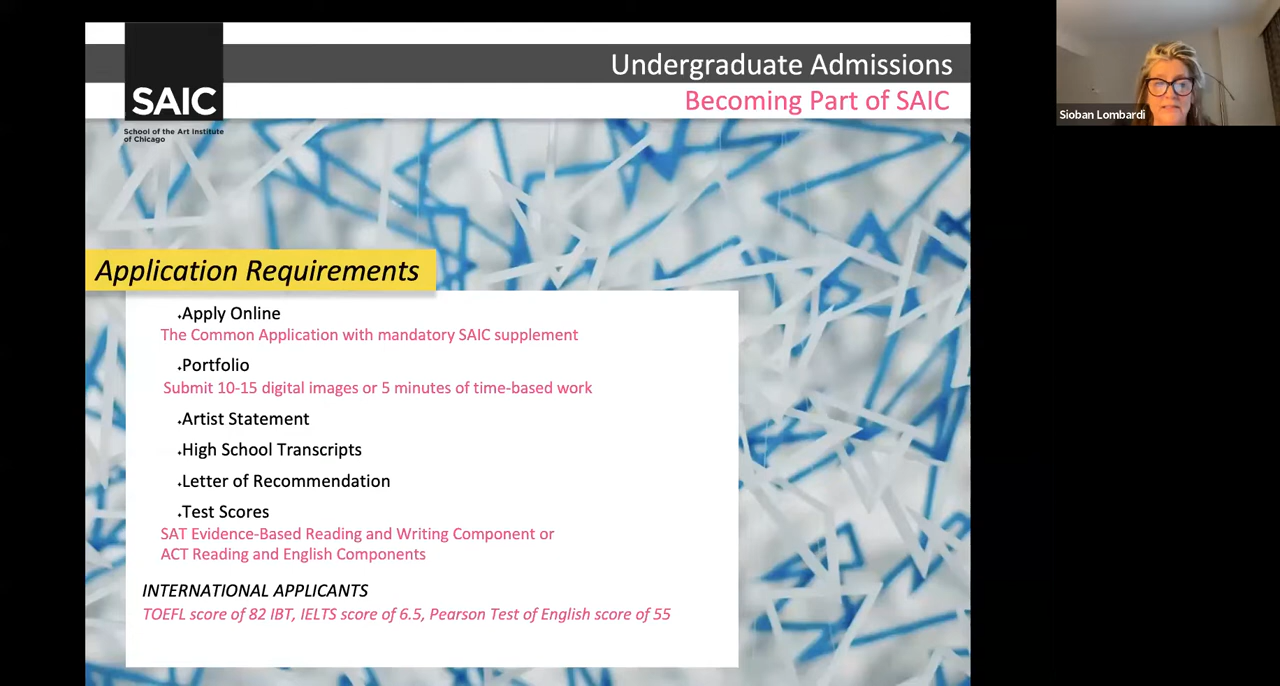 Undergraduate Admissions
Becoming Part of SAIC
SAIC
School of the Art Institute
of Chicago
Sioban Lombardi
Application Requirements
Apply Online
The Common Application with mandatory SAIC supplement
Portfolio
Submit 10-15 digital images or 5 minutes of time-based work
Artist Statement
High School Transcripts
Letter of Recommendation
Test Scores
SAT Evidence-Based Reading and Writing Component or
ACT Reading and English Components
INTERNATIONAL APPLICANTS
TOEFL score of 82 IBT, IELTS score of 6.5, Pearson Test of English score of 55